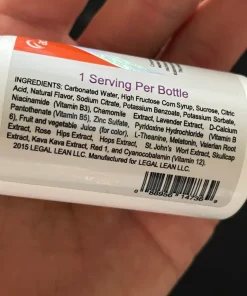 1 Serving Per Bottle
INGREDIENTS: Carbonated Water, High Fructose Corn Syrup, Sucrose, Citric
Acid, Natural Flavor, Sodium Citrate, Potassium Benzoate, Potassium Sorbate,
Niacinamide (Vitamin B3), Chamomile Extract, Lavender Extract, D-Calcium
Pantothenate (Vitamin B5), Zinc Sulfate, Pyridoxine Hydrochloride (Vitamin B
6), Fruit and vegetable Juice (for color), L-Theanine, Melatonin, Valerian Root
Extract, Rose Hips Extract, Hops Extract, St. John's Wort Extract, Skullcap
Extract, Kava Kava Extract, Red 1, and Cyanocobalamin (Vitamin 12).
2015 LEGAL LEAN LLC. Manufactured for LEGAL LEAN LLC.